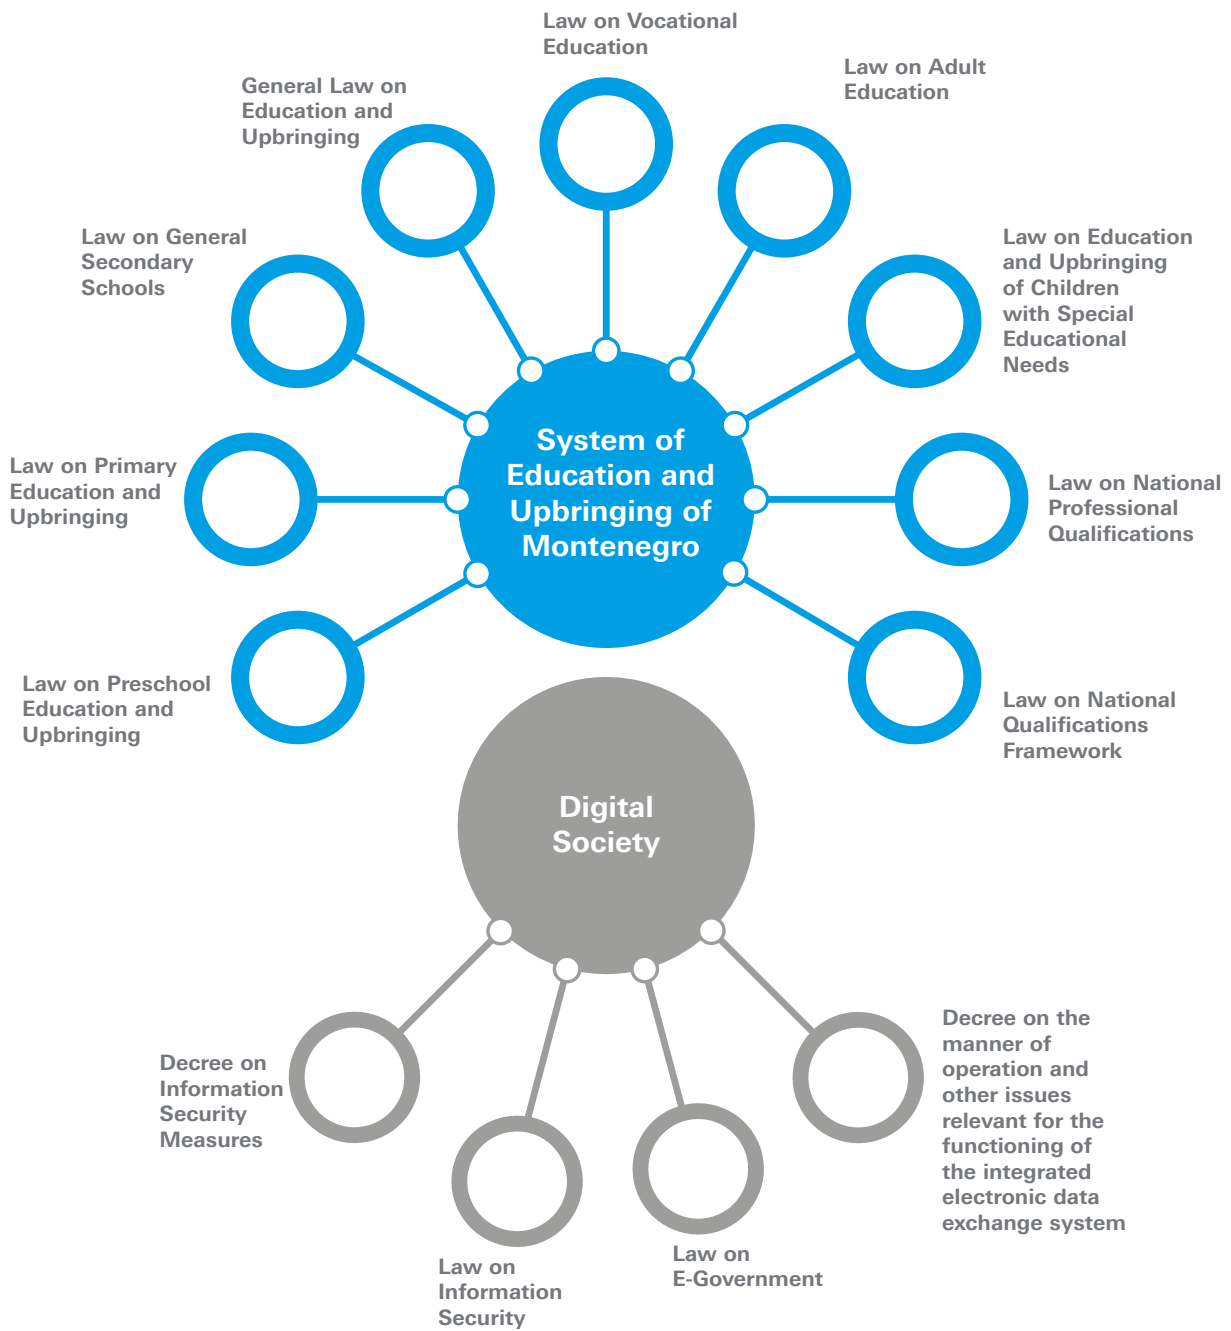 Law on Vocational
Education
Law on Adult
Education
General Law on
Education and
Upbringing
Law on General
Secondary
Schools
Law on Education
and Upbringing
of Children
with Special
Educational
Needs
System of
Education and
Upbringing of
Montenegro
Law on Primary
Education and
Upbringing
Law on National
Professional
Qualifications
Law on Preschool
Education and
Upbringing
Law on National
Qualifications
Framework
Digital
Society
Decree on
Information
Security
Measures
Decree on the
manner of
operation and
other issues
relevant for the
functioning of
the integrated
electronic data
exchange system
Law on
Information
Security
Law on
E-Government